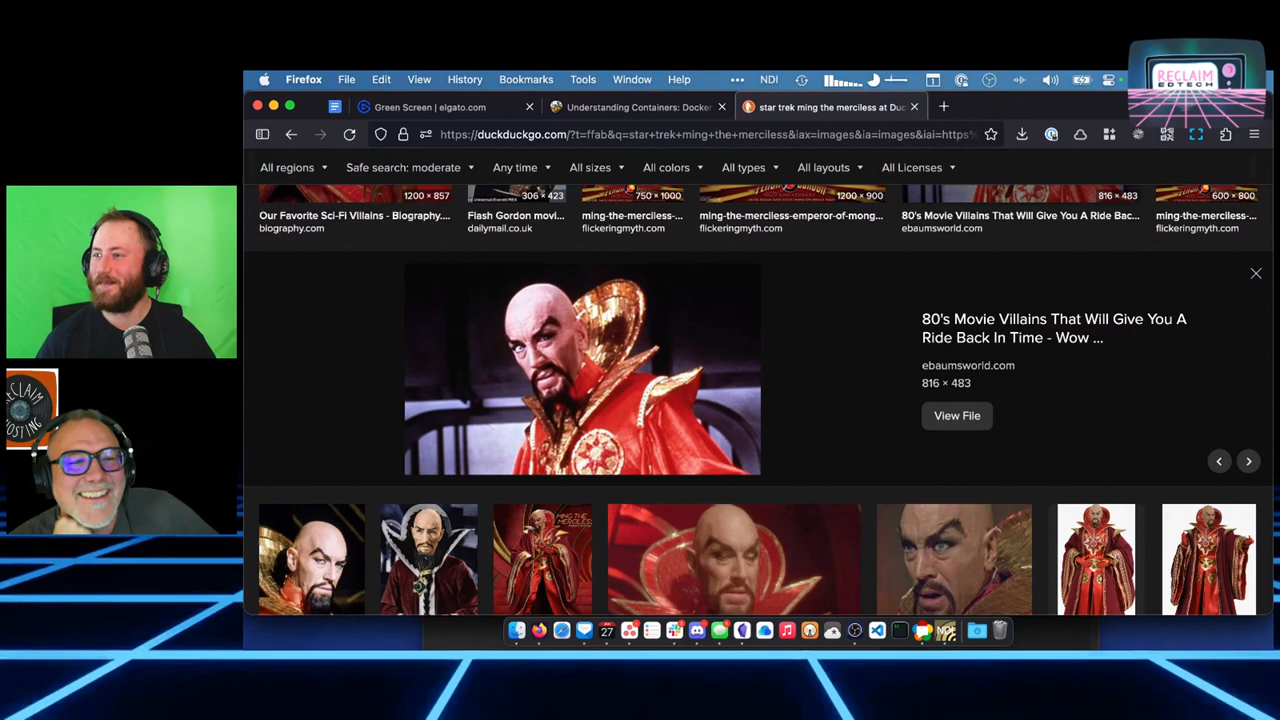 RECLAIM
EDTECH
Firefox File Edit View History Bookmarks Tools Window Help
NDI
Green Screen | elgato.com
Understanding Containers: Docker
star trek ming the merciless at Duc
https://duckduckgo.com/?t=ffab&q=star+trek+ming+the+merciless&iax=images&ia=images&iai=https%
All regions
Safe search: moderate
Any time
All sizes
All colors
All types
All layouts
All Licenses
1200 × 857
306 × 423
750 × 1000
1200 × 900
816 × 483
600 × 800
Our Favorite Sci-Fi Villains - Biography....
Flash Gordon movi...
ming-the-merciless-...
ming-the-merciless-emperor-of-mong...
80's Movie Villains That Will Give You A Ride Bac...
ming-the-merciless-...
biography.com
dailymail.co.uk
flickeringmyth.com
flickeringmyth.com
ebaumsworld.com
flickeringmyth.com
80's Movie Villains That Will Give You A
Ride Back In Time - Wow ...
ebaumsworld.com
816 × 483
View File
RECLAIM
HOSTING
MING THE
MERCILESS
27